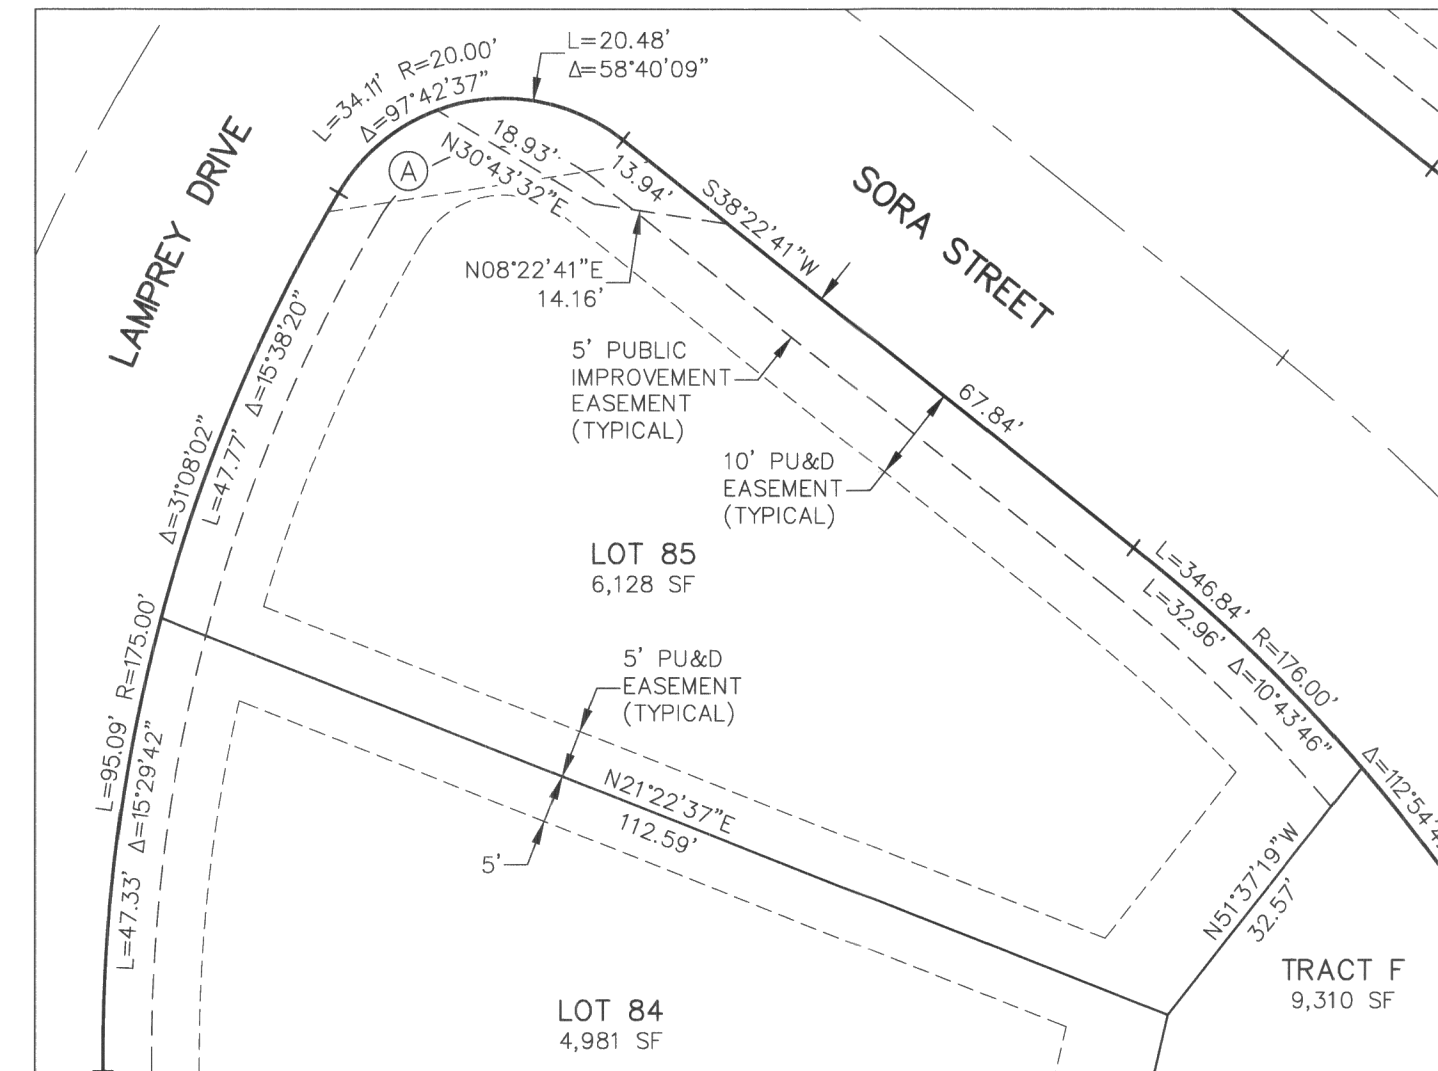 L=20.48'
Δ=58°40'09"
L=34.11' R=20.00'
Δ=97°42'37"
LAMPREY DRIVE
A
18.93'
N30°43'32"E
13.94'
S38°22'41"W
SORA STREET
N08°22'41"E
14.16'
5' PUBLIC
IMPROVEMENT
EASEMENT
(TYPICAL)
67.84'
10' PU&D
EASEMENT
(TYPICAL)
Δ=31°08'02"
L=47.77' Δ=15°38'20"
LOT 85
6,128 SF
L=346.84' R=176.00'
L=32.96' Δ=10°43'46"
L=95.09' R=175.00'
L=47.33' Δ=15°29'42"
5' PU&D
EASEMENT
(TYPICAL)
N21°22'37"E
112.59'
5'
N51°37'19"W
32.57'
TRACT F
9,310 SF
LOT 84
4,981 SF